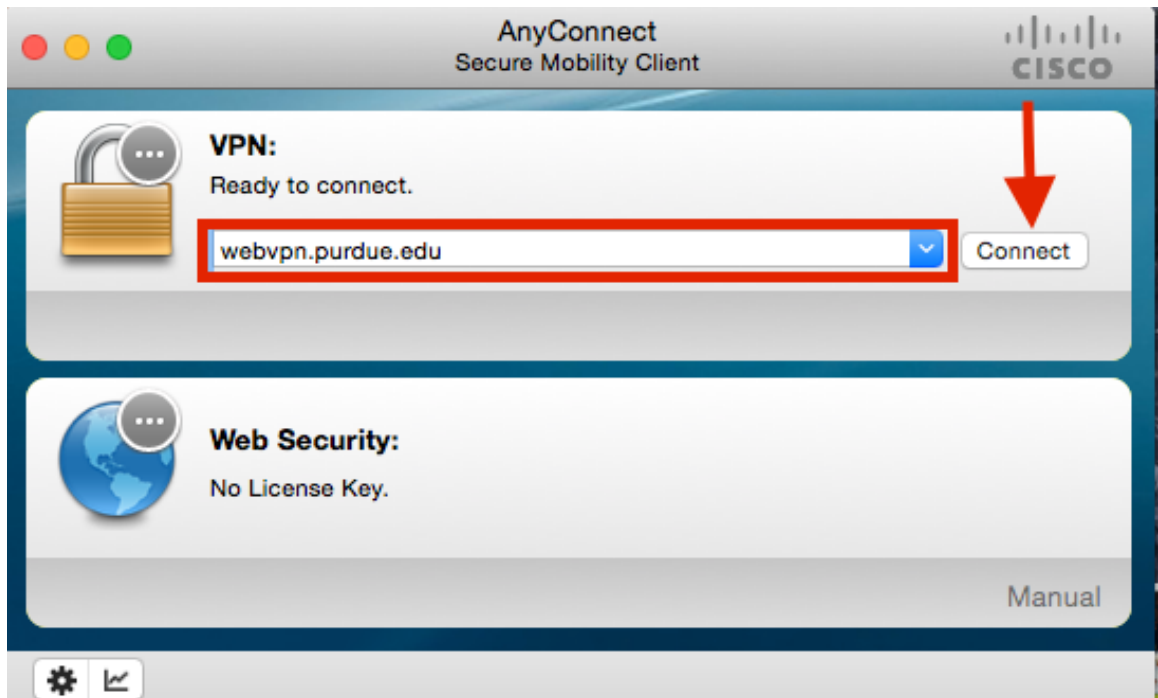 AnyConnect
Secure Mobility Client
CISCO
VPN:
Ready to connect.
webvpn.purdue.edu
Connect
Web Security:
No License Key.
Manual